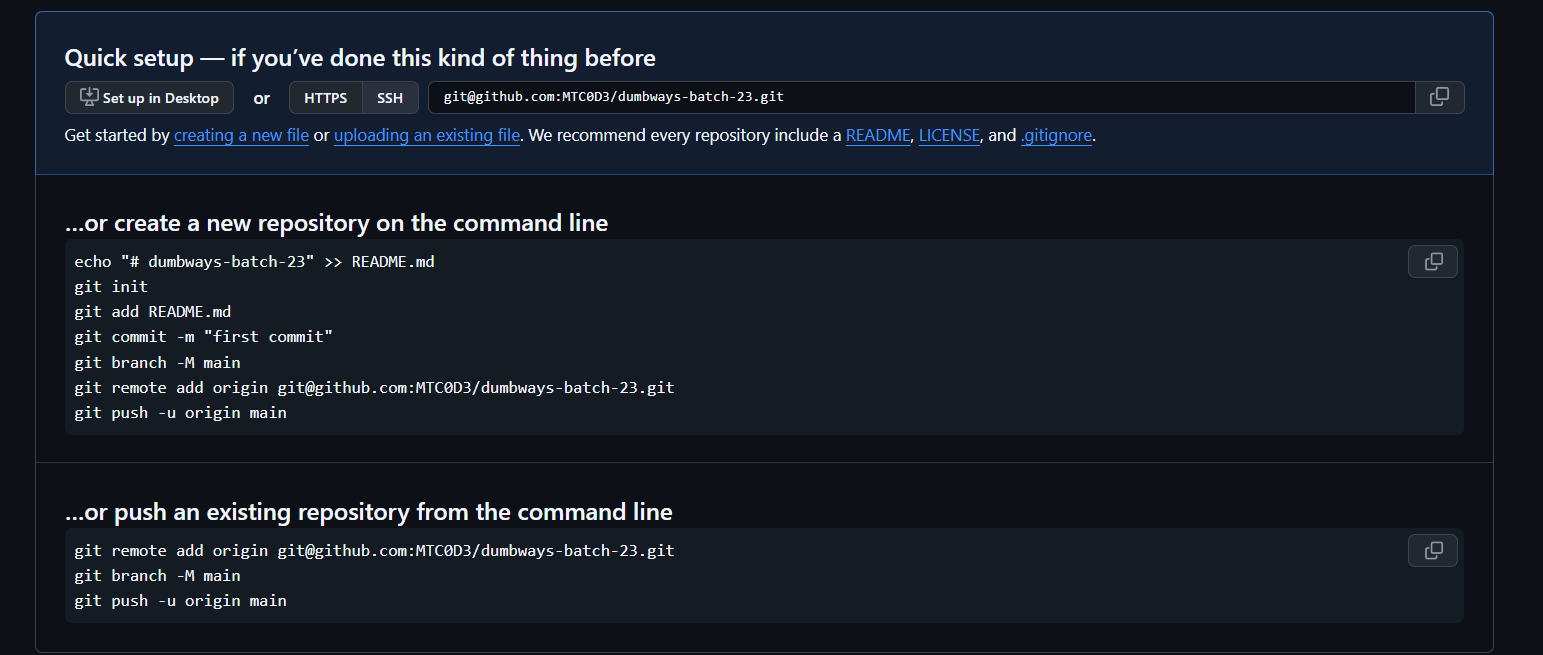 Quick setup — if you’ve done this kind of thing before
Set up in Desktop or HTTPS SSH git@github.com:MTC0D3/dumbways-batch-23.git
Get started by creating a new file or uploading an existing file. We recommend every repository include a README, LICENSE, and .gitignore.
…or create a new repository on the command line
echo "# dumbways-batch-23" >> README.md
git init
git add README.md
git commit -m "first commit"
git branch -M main
git remote add origin git@github.com:MTC0D3/dumbways-batch-23.git
git push -u origin main
…or push an existing repository from the command line
git remote add origin git@github.com:MTC0D3/dumbways-batch-23.git
git branch -M main
git push -u origin main